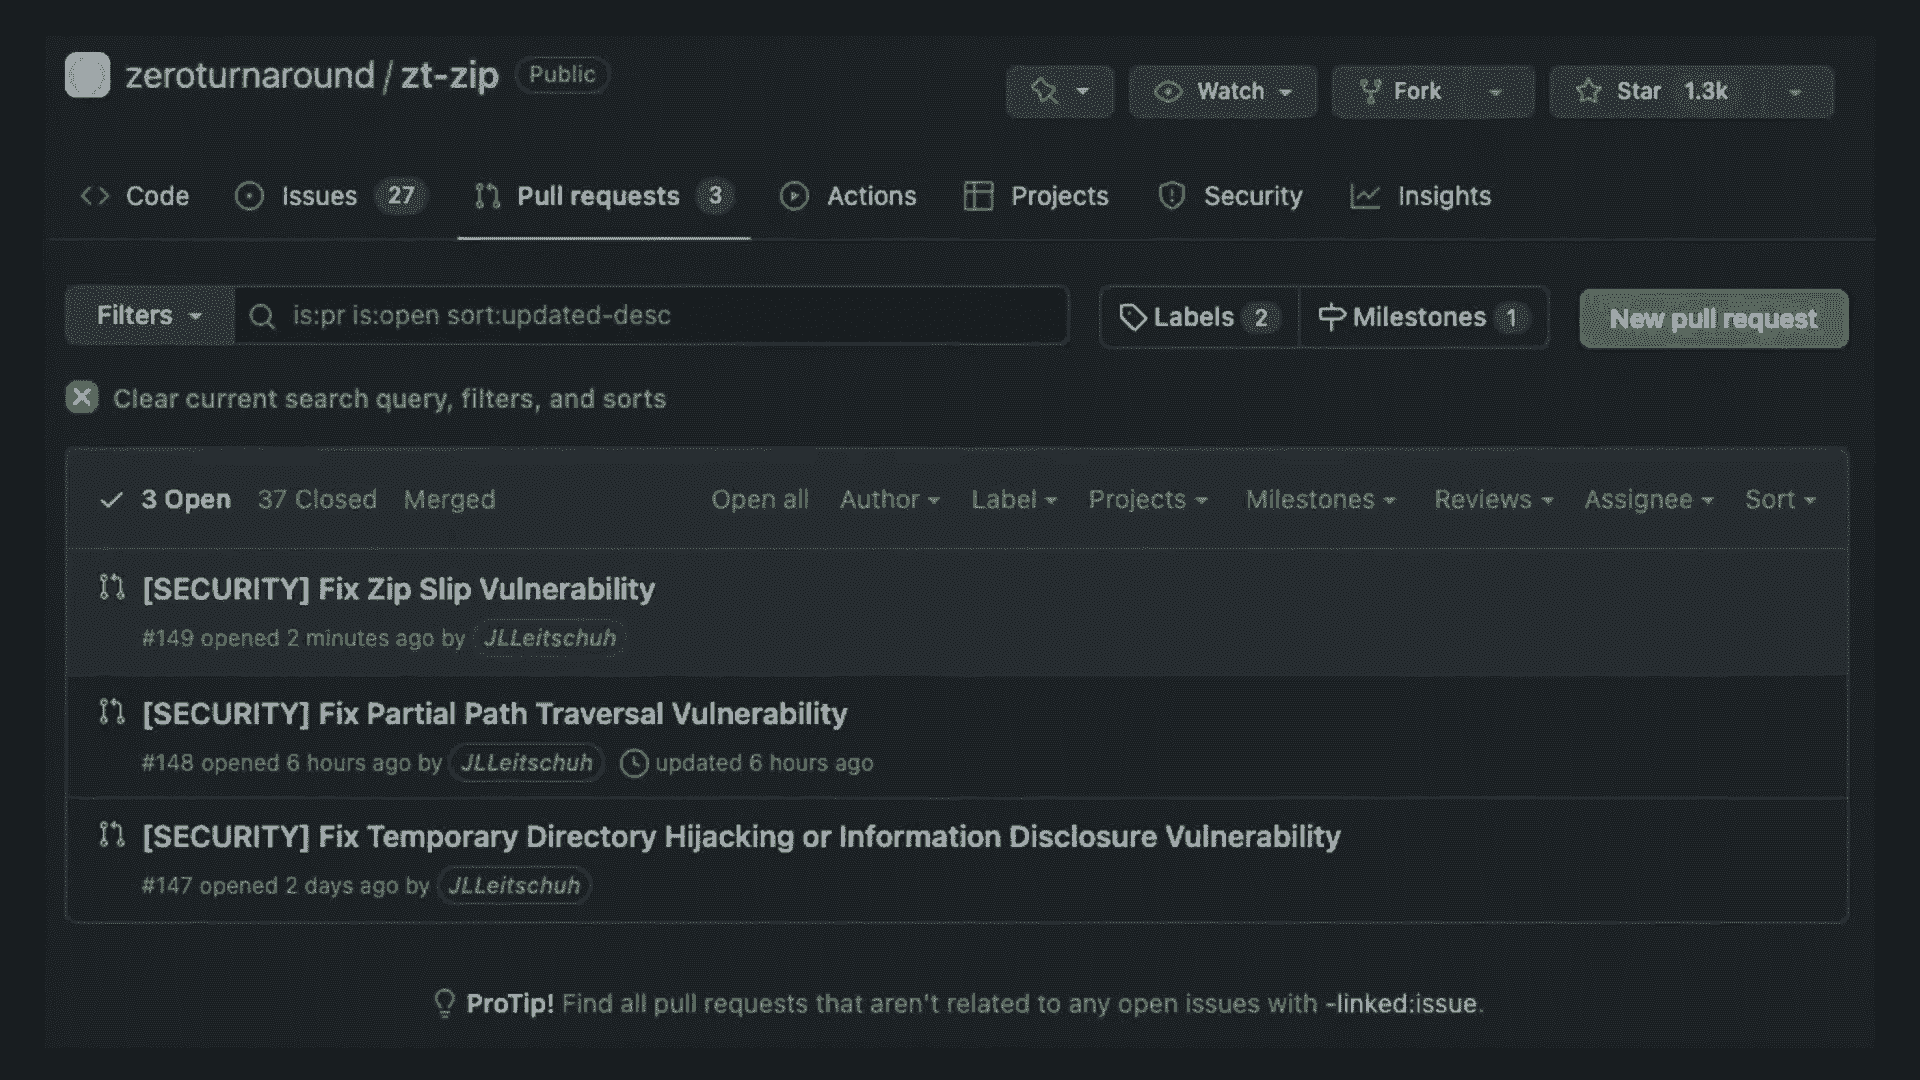 zeroturnaround / zt-zip Public
Watch Fork Star 1.3k
Code Issues 27 Pull requests 3 Actions Projects Security Insights
Filters is:pr is:open sort:updated-desc Labels 2 Milestones 1 New pull request
Clear current search query, filters, and sorts
3 Open 37 Closed Merged Open all Author Label Projects Milestones Reviews Assignee Sort
[SECURITY] Fix Zip Slip Vulnerability
#149 opened 2 minutes ago by JLLeitschuh
[SECURITY] Fix Partial Path Traversal Vulnerability
#148 opened 6 hours ago by JLLeitschuh updated 6 hours ago
[SECURITY] Fix Temporary Directory Hijacking or Information Disclosure Vulnerability
#147 opened 2 days ago by JLLeitschuh
ProTip! Find all pull requests that aren't related to any open issues with -linked:issue.